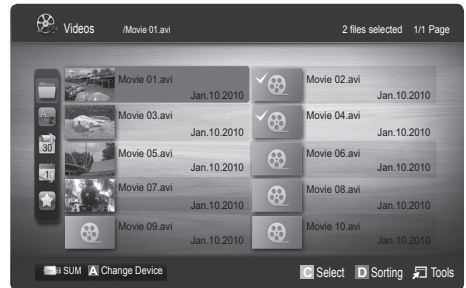 Videos /Movie 01.avi 2 files selected 1/1 Page
Movie 01.avi Movie 02.avi
Jan.10.2010 Jan.10.2010
Movie 03.avi Movie 04.avi
Jan.10.2010 Jan.10.2010
30
Movie 05.avi Movie 06.avi
Jan.10.2010 Jan.10.2010
1
Movie 07.avi Movie 08.avi
Jan.10.2010 Jan.10.2010
Movie 09.avi Movie 10.avi
Jan.10.2010 Jan.10.2010
SUM A Change Device C Select D Sorting Tools